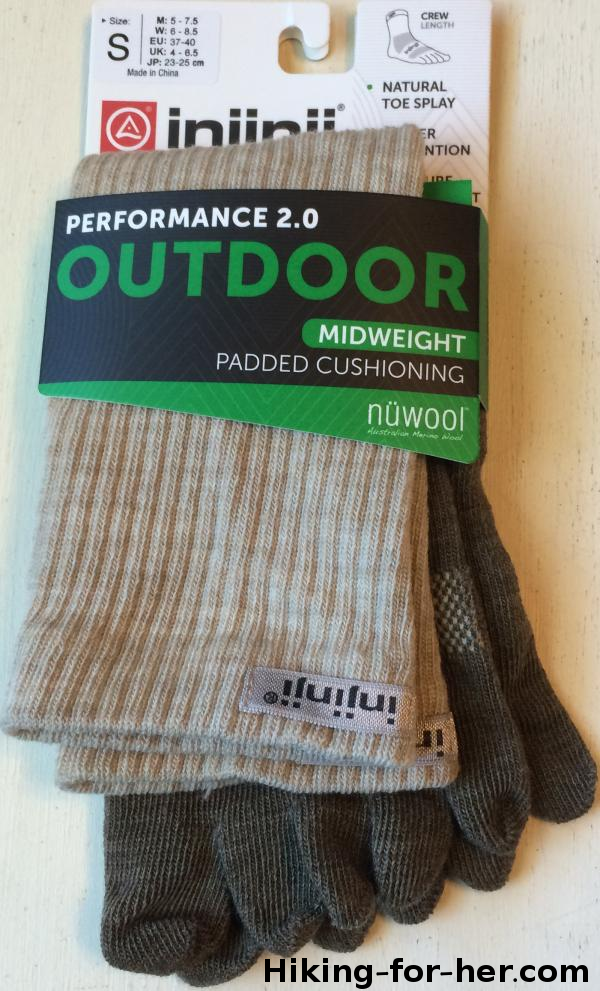 Size:
S
M: 5 - 7.5
W: 6 - 8.5
EU: 37-40
UK: 4 - 6.5
JP: 23-25 cm
Made in China
CREW
LENGTH
NATURAL
TOE SPLAY
injinji®
PERFORMANCE 2.0
OUTDOOR
MIDWEIGHT
PADDED CUSHIONING
nüwool
Australian Merino Wool
injinji®
Hiking-for-her.com